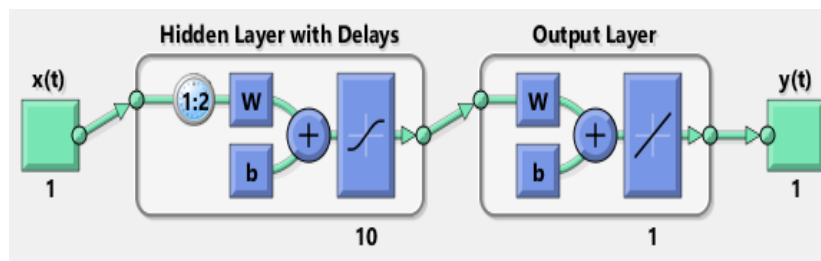 Hidden Layer with Delays
Output Layer
x(t)
y(t)
1:2
W
W
b
b
1
1
10
1